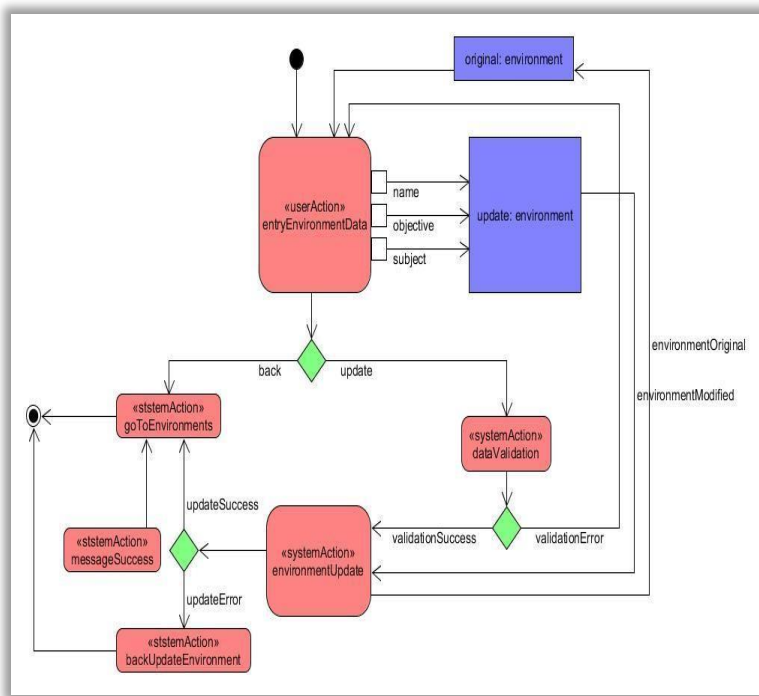 original: environment
«userAction»
entryEnvironmentData
name
objective
subject
update: environment
environmentOriginal
environmentModified
back
update
«ststemAction»
goToEnvironments
«systemAction»
dataValidation
updateSuccess
«ststemAction»
messageSuccess
«systemAction»
environmentUpdate
validationSuccess
validationError
updateError
«ststemAction»
backUpdateEnvironment